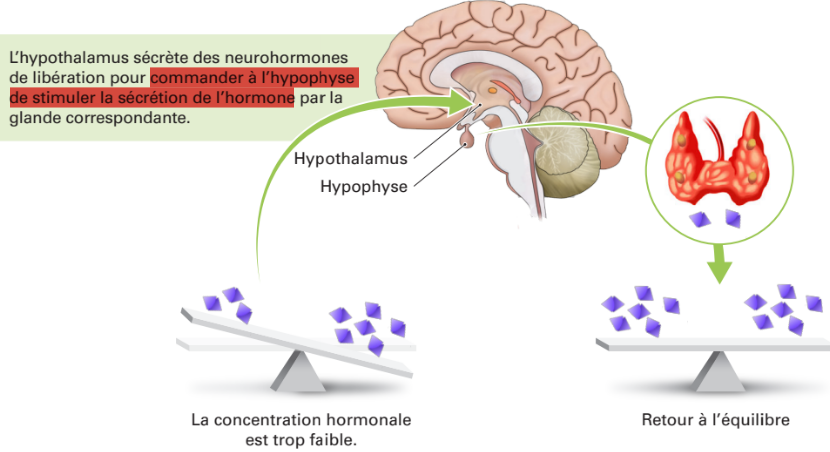 L'hypothalamus sécrète des neurohormones
de libération pour commander à l'hypophyse
de stimuler la sécrétion de l'hormone par la
glande correspondante.
Hypothalamus
Hypophyse
La concentration hormonale
est trop faible.
Retour à l'équilibre